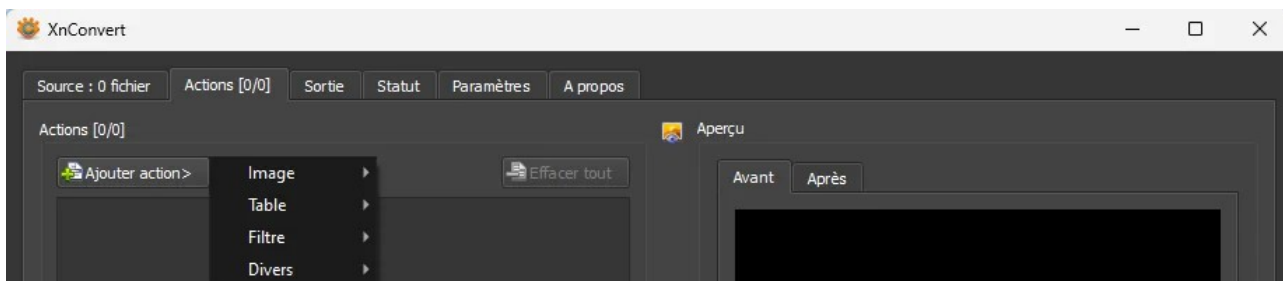 XnConvert
Source : 0 fichier Actions [0/0] Sortie Statut Paramètres A propos
Actions [0/0] Aperçu
Ajouter action> Effacer tout
Image
Table
Filtre
Divers
Avant Après